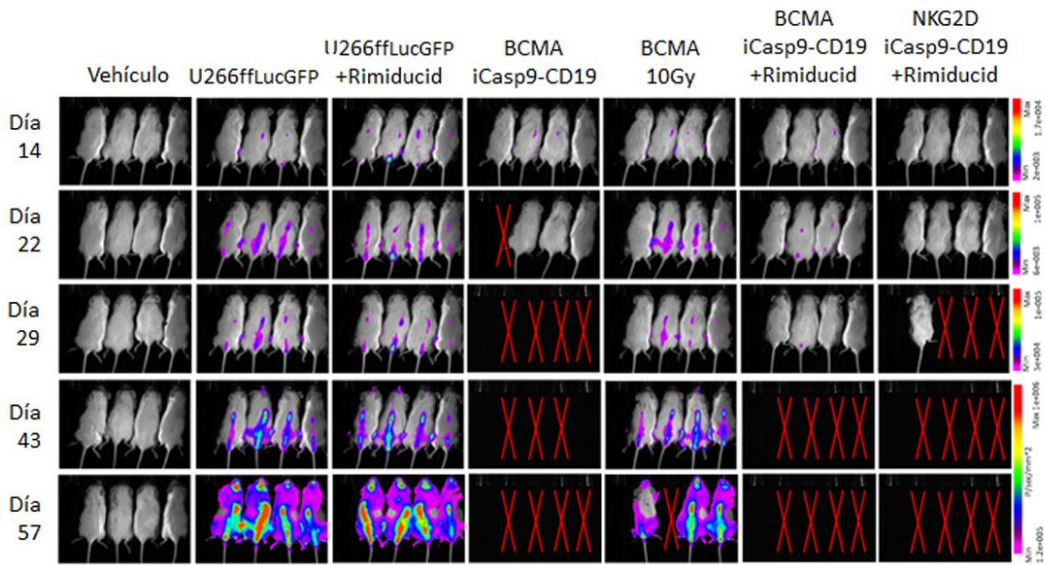 BCMA
NKG2D
U266ffLucGFP
BCMA
BCMA
iCasp9-CD19
iCasp9-CD19
Vehículo
U266ffLucGFP
+Rimiducid
iCasp9-CD19
10Gy
+Rimiducid
+Rimiducid
Día
14
Max
1.7e+004
Min
2e+003
Día
22
Max
1e+005
Min
6e+003
Día
29
Max
1e+005
Min
5e+004
Día
43
Max 1e+006
P/sec/mm^2
Día
57
Min
1.2e+005